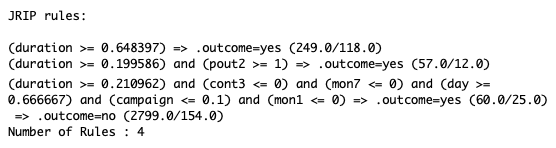 JRIP rules:
(duration >= 0.648397) => .outcome=yes (249.0/118.0)
(duration >= 0.199586) and (pout2 >= 1) => .outcome=yes (57.0/12.0)
(duration >= 0.210962) and (cont3 <= 0) and (mon7 <= 0) and (day >=
0.666667) and (campaign <= 0.1) and (mon1 <= 0) => .outcome=yes (60.0/25.0)
=> .outcome=no (2799.0/154.0)
Number of Rules : 4